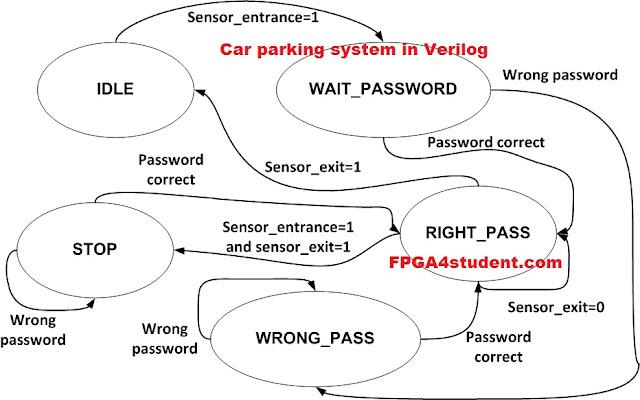 Sensor_entrance=1
Car parking system in Verilog
IDLE
WAIT_PASSWORD
Wrong password
Password correct
Password
correct
Sensor_exit=1
Sensor_entrance=1
and sensor_exit=1
STOP
RIGHT_PASS
FPGA4student.com
Sensor_exit=0
Wrong
password
Wrong
password
WRONG_PASS
Password
correct